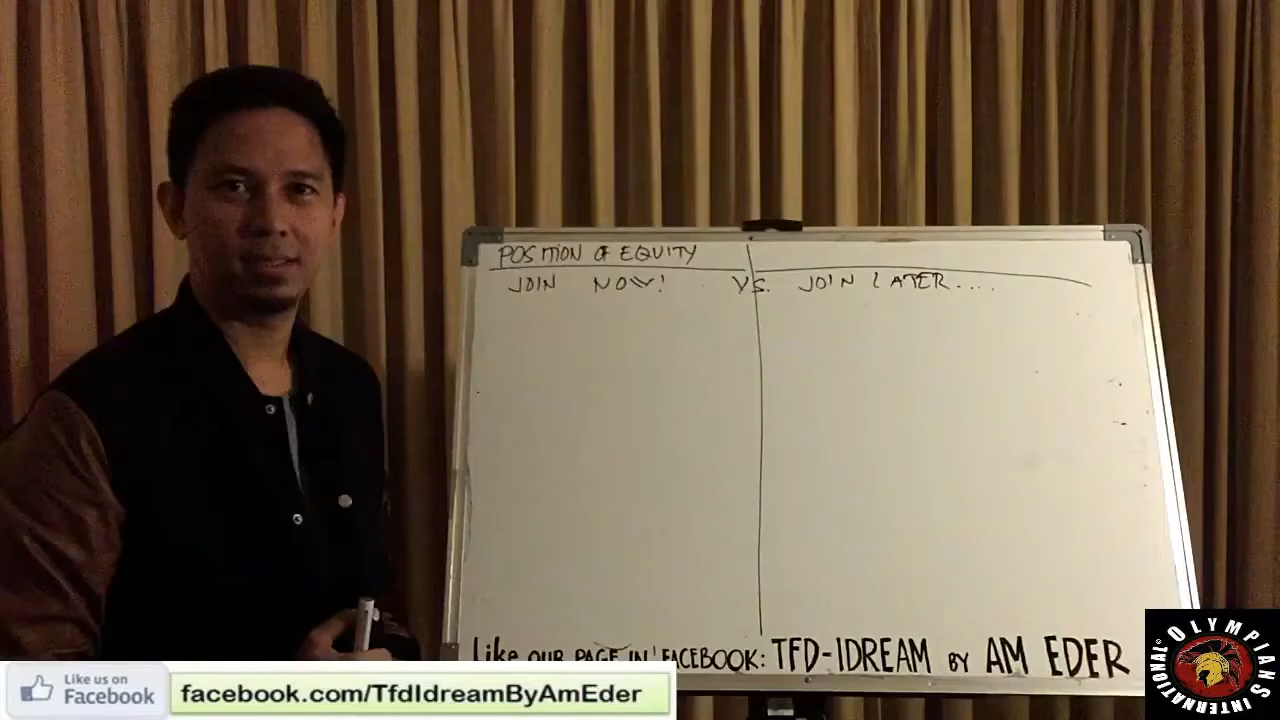 POSITION OF EQUITY
JOIN NOW! VS. JOIN LATER....
Like OUR PAGE IN FACEBOOK: TFD-IDREAM BY AM EDER
Like us on
Facebook
facebook.com/TfdIdreamByAmEder
OLYMPIANS INTERNATIONAL